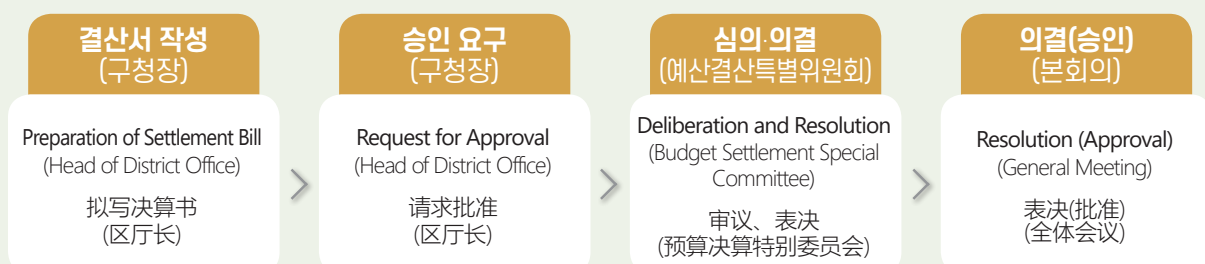 결산서 작성
(구청장)
Preparation of Settlement Bill
(Head of District Office)
拟写决算书
(区厅长)
승인 요구
(구청장)
Request for Approval
(Head of District Office)
请求批准
(区厅长)
심의·의결
(예산결산특별위원회)
Deliberation and Resolution
(Budget Settlement Special
Committee)
审议、表决
(预算决算特别委员会)
의결(승인)
(본회의)
Resolution (Approval)
(General Meeting)
表决(批准)
(全体会议)